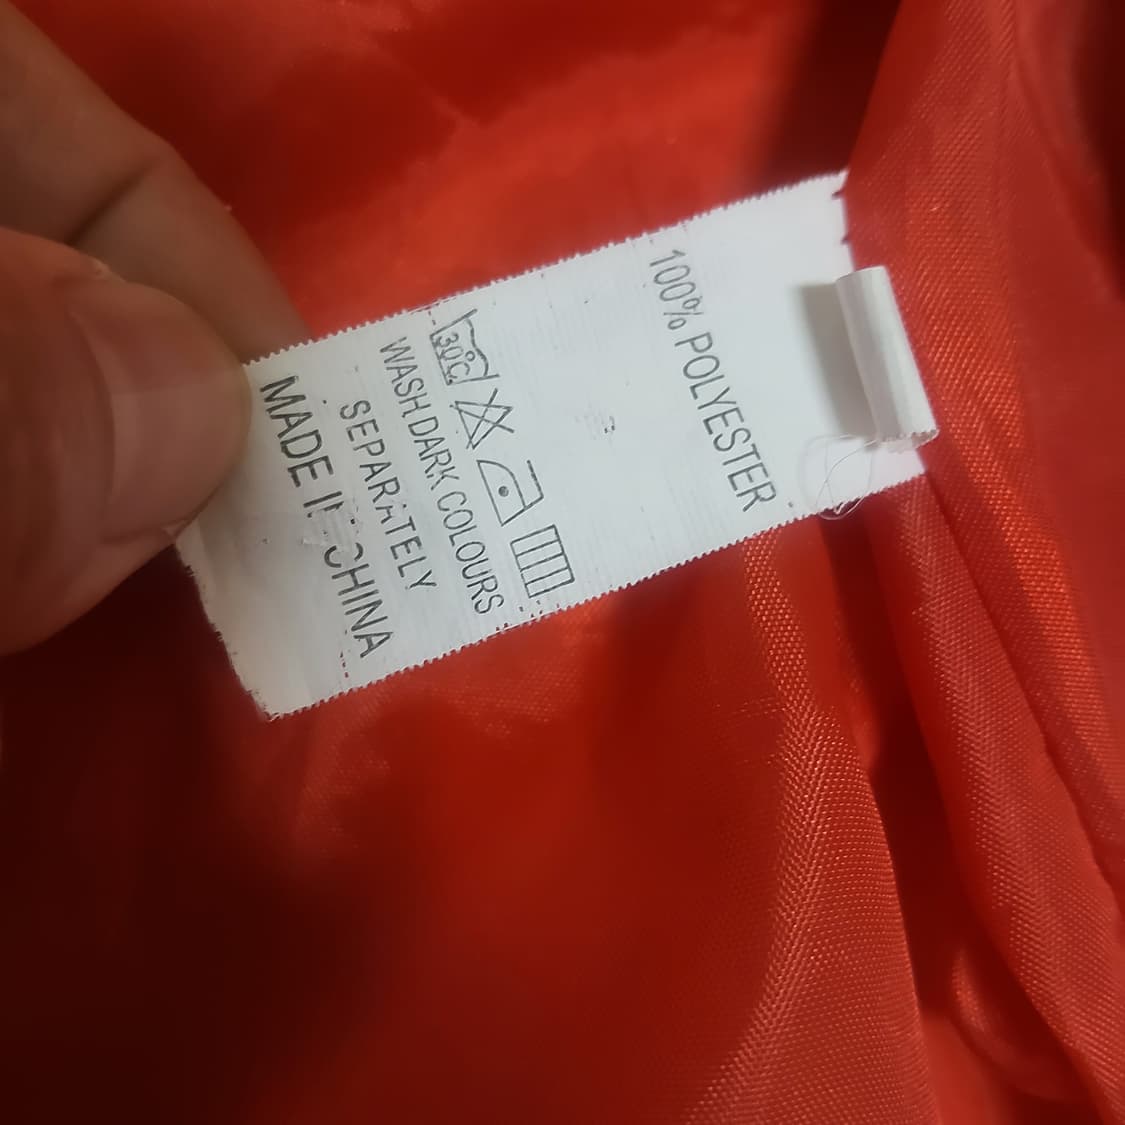 100% POLYESTER
30°C
WASH DARK COLOURS
SEPARATELY
MADE IN CHINA